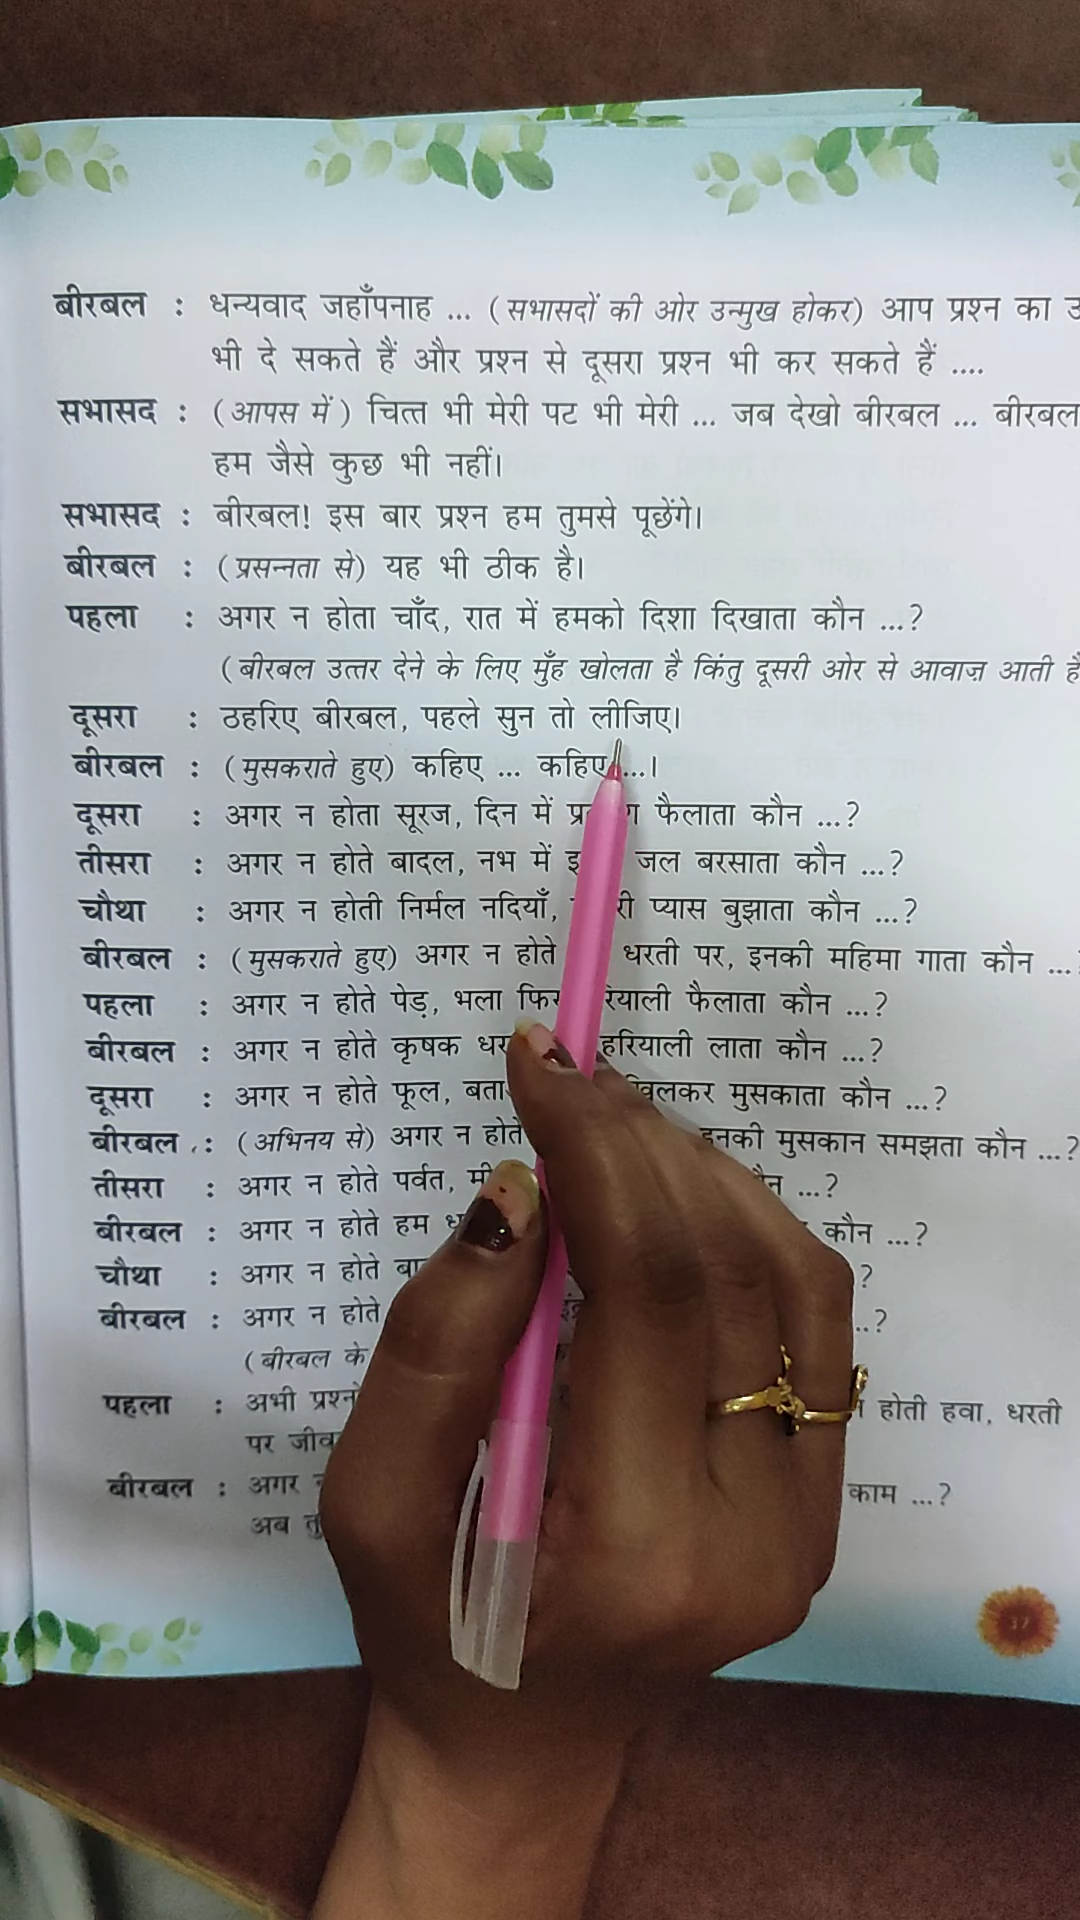 बीरबल : धन्यवाद जहाँपनाह ... (सभासदों की ओर उन्मुख होकर) आप प्रश्न का
भी दे सकते हैं और प्रश्न से दूसरा प्रश्न भी कर सकते हैं ....
सभासद : (आपस में) चित्त भी मेरी पट भी मेरी ... जब देखो बीरबल ... बीरबल
हम जैसे कुछ भी नहीं।
सभासद : बीरबल! इस बार प्रश्न हम तुमसे पूछेंगे।
बीरबल : (प्रसन्नता से) यह भी ठीक है।
पहला : अगर न होता चाँद, रात में हमको दिशा दिखाता कौन ...?
(बीरबल उत्तर देने के लिए मुँह खोलता है किंतु दूसरी ओर से आवाज़ आती है
दूसरा : ठहरिए बीरबल, पहले सुन तो लीजिए।
बीरबल : (मुसकराते हुए) कहिए ... कहिए ...।
दूसरा : अगर न होता सूरज, दिन में फैलाता कौन ...?
तीसरा : अगर न होते बादल, नभ में जल बरसाता कौन ...?
चौथा : अगर न होती निर्मल नदियाँ, प्यास बुझाता कौन ...?
बीरबल : (मुसकराते हुए) अगर न होते धरती पर, इनकी महिमा गाता कौन ...
पहला : अगर न होते पेड़, भला फैलाता कौन ...?
बीरबल : अगर न होते कृषक हरियाली लाता कौन ...?
दूसरा : अगर न होते फूल, मुसकाता कौन ...?
बीरबल : (अभिनय से) अगर न होते इनकी मुसकान समझता कौन ...?
तीसरा : अगर न होते पर्वत, ...?
बीरबल : अगर न होते हम कौन ...?
चौथा : अगर न होते ?
बीरबल : अगर न होते ..?
(बीरबल के
पहला : अभी होती हवा, धरती
पर
बीरबल : अगर काम ...?
अब
37